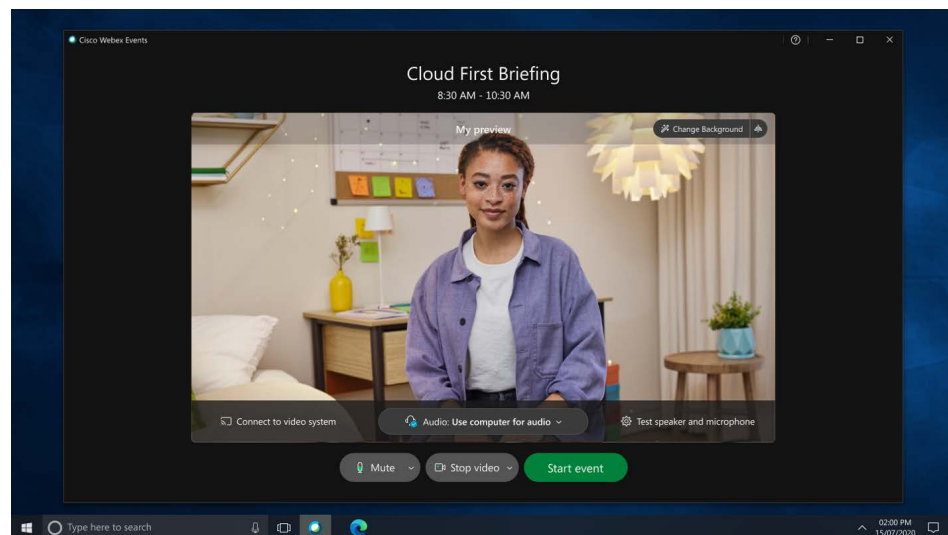 Cisco Webex Events
Cloud First Briefing
8:30 AM - 10:30 AM
My preview
Change Background
Connect to video system
Audio: Use computer for audio
Test speaker and microphone
Mute
Stop video
Start event
Type here to search
02:00 PM
15/07/2020